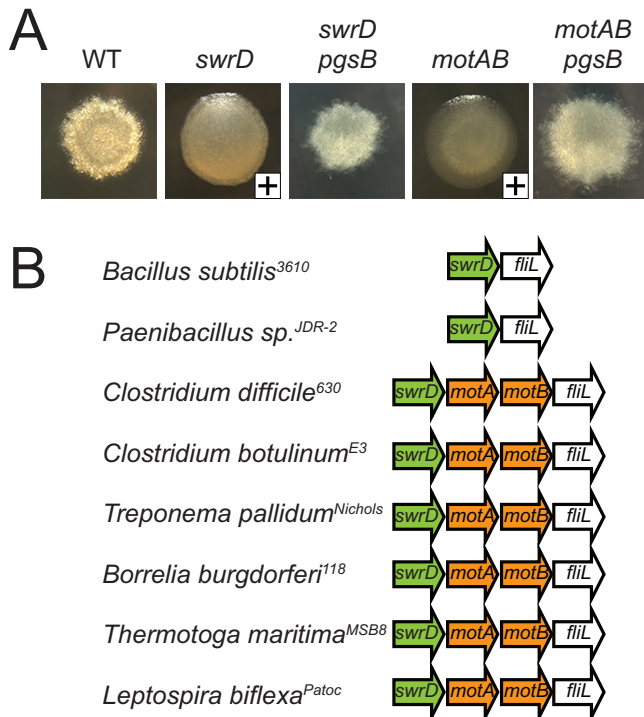 A
WT
swrD
swrD
pgsB
motAB
motAB
pgsB
+
+
B
Bacillus subtilis3610
swrD fliL
Paenibacillus sp.JDR-2
swrD fliL
Clostridium difficile630
swrD motA motB fliL
Clostridium botulinumE3
swrD motA motB fliL
Treponema pallidumNichols
swrD motA motB fliL
Borrelia burgdorferi118
swrD motA motB fliL
Thermotoga maritimaMSB8
swrD motA motB fliL
Leptospira biflexaPatoc
swrD motA motB fliL